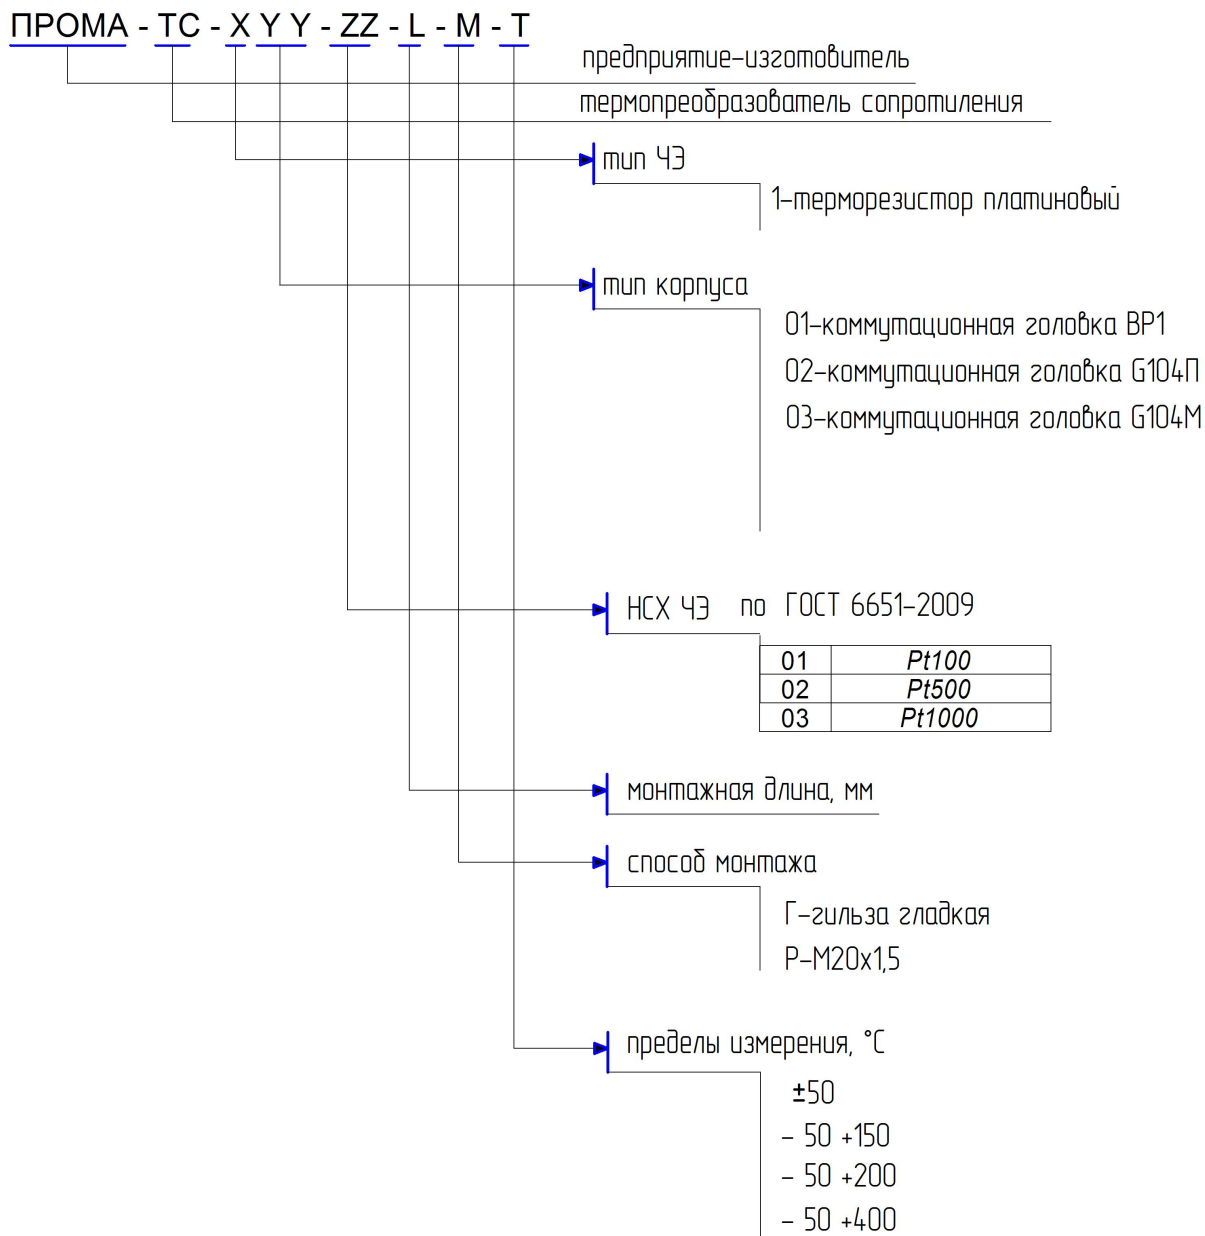 ПРОМА - ТС - X Y Y - ZZ - L - M - T
предприятие-изготовитель
термопреобразователь сопротиления
тип ЧЭ
1-терморезистор платиновый
тип корпуса
01-коммутационная головка ВР1
02-коммутационная головка G104П
03-коммутационная головка G104М
НСХ ЧЭ по ГОСТ 6651-2009
01 Pt100
02 Pt500
03 Pt1000
монтажная длина, мм
способ монтажа
Г-гильза гладкая
Р-М20х1,5
пределы измерения, °С
±50
- 50 +150
- 50 +200
- 50 +400